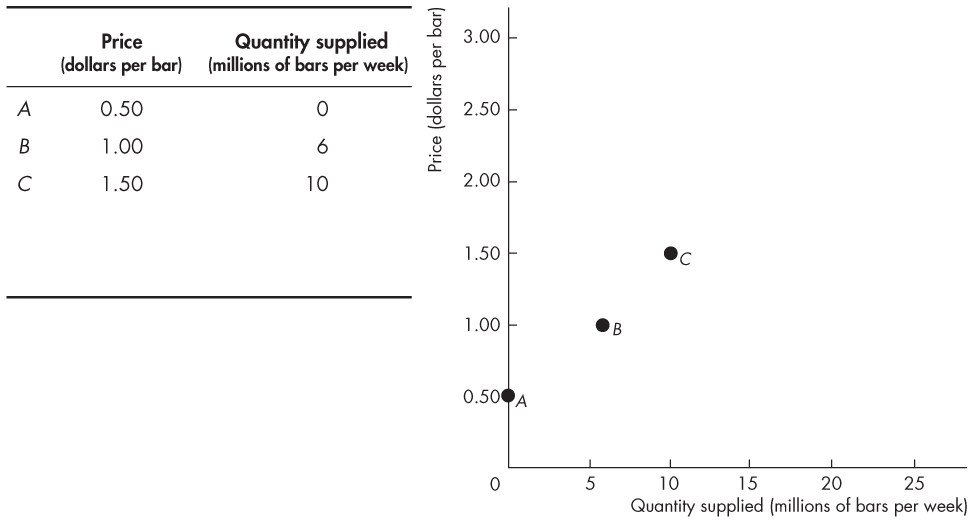 Price Quantity supplied
(dollars per bar) (millions of bars per week)
A 0.50 0
B 1.00 6
C 1.50 10
Price (dollars per bar)
3.00
2.50
2.00
1.50
1.00
0.50
C
B
A
0 5 10 15 20 25
Quantity supplied (millions of bars per week)